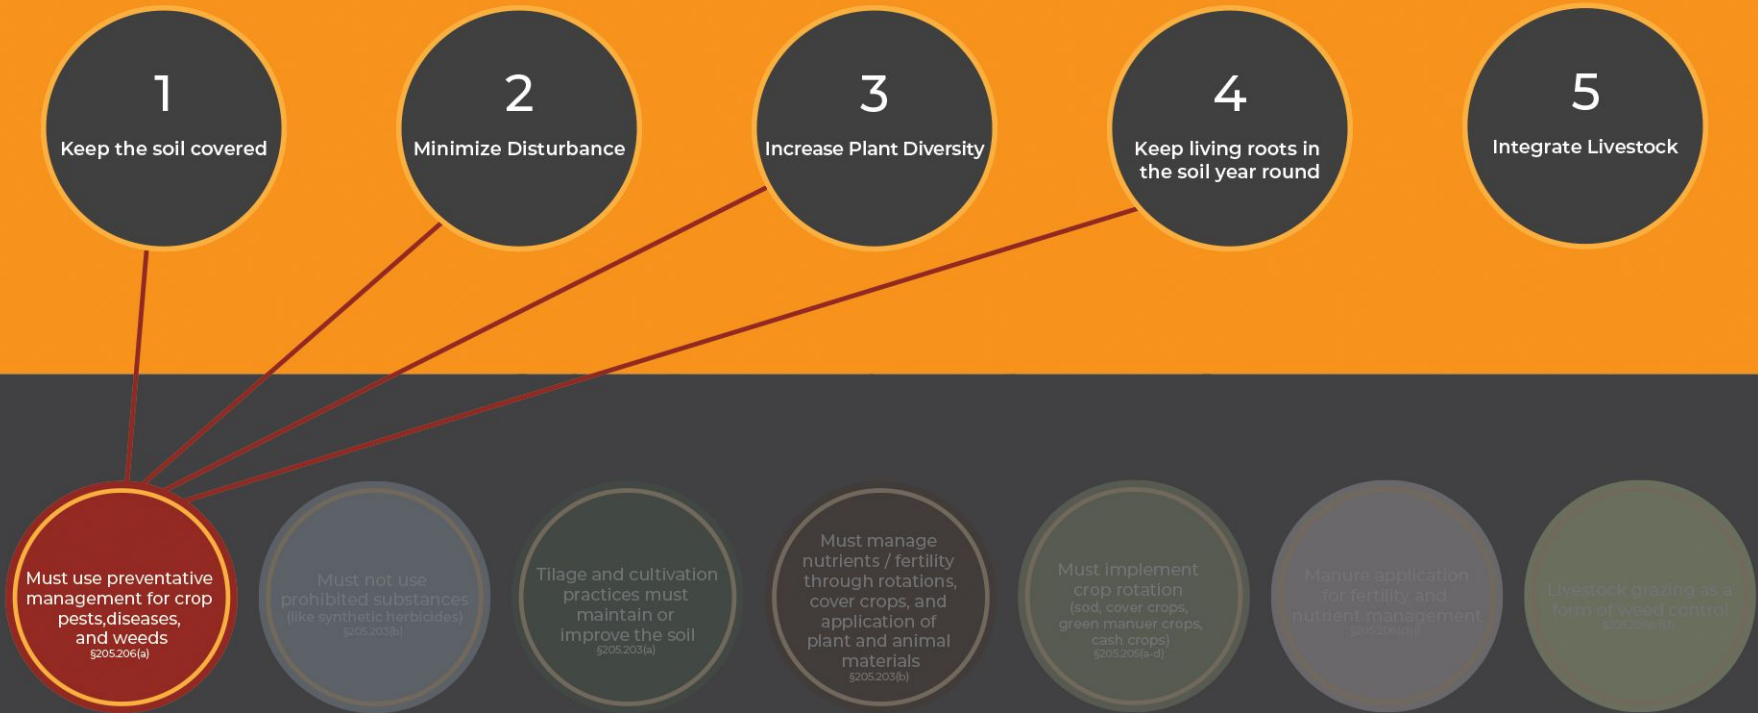 1
Keep the soil covered
2
Minimize Disturbance
3
Increase Plant Diversity
4
Keep living roots in
the soil year round
5
Integrate Livestock
Must use preventative
management for crop
pests,diseases,
and weeds
§205.206(a)
Must not use
prohibited substances
(like synthetic herbicides)
§205.203(b)
Tilage and cultivation
practices must
maintain or
improve the soil
§205.203(a)
Must manage
nutrients / fertility
through rotations,
cover crops, and
application of
plant and animal
materials
§205.203(b)
Must implement
crop rotation
(sod, cover crops,
green manuer crops,
cash crops)
§205.205(a-d)
Manure application
for fertility and
nutrient management
Livestock grazing as a
form of weed control